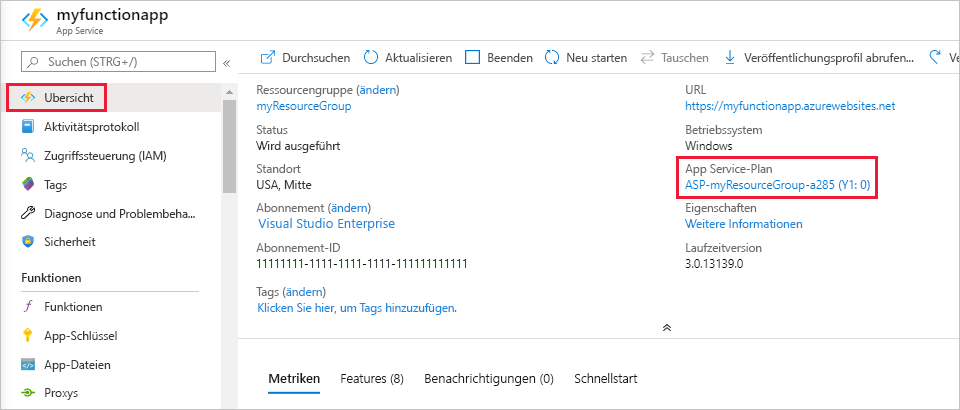 myfunctionapp
App Service
Suchen (STRG+/)
«
Übersicht
Aktivitätsprotokoll
Zugriffssteuerung (IAM)
Tags
Diagnose und Problembeha...
Sicherheit
Funktionen
Funktionen
App-Schlüssel
App-Dateien
Proxys
Durchsuchen
Aktualisieren
Beenden
Neu starten
Tauschen
Veröffentlichungsprofil abrufen...
Ve
Ressourcengruppe (ändern)
myResourceGroup
Status
Wird ausgeführt
Standort
USA, Mitte
Abonnement (ändern)
Visual Studio Enterprise
Abonnement-ID
11111111-1111-1111-1111-111111111111
Tags (ändern)
Klicken Sie hier, um Tags hinzuzufügen.
URL
https://myfunctionapp.azurewebsites.net
Betriebssystem
Windows
App Service-Plan
ASP-myResourceGroup-a285 (Y1: 0)
Eigenschaften
Weitere Informationen
Laufzeitversion
3.0.13139.0
Metriken
Features (8)
Benachrichtigungen (0)
Schnellstart